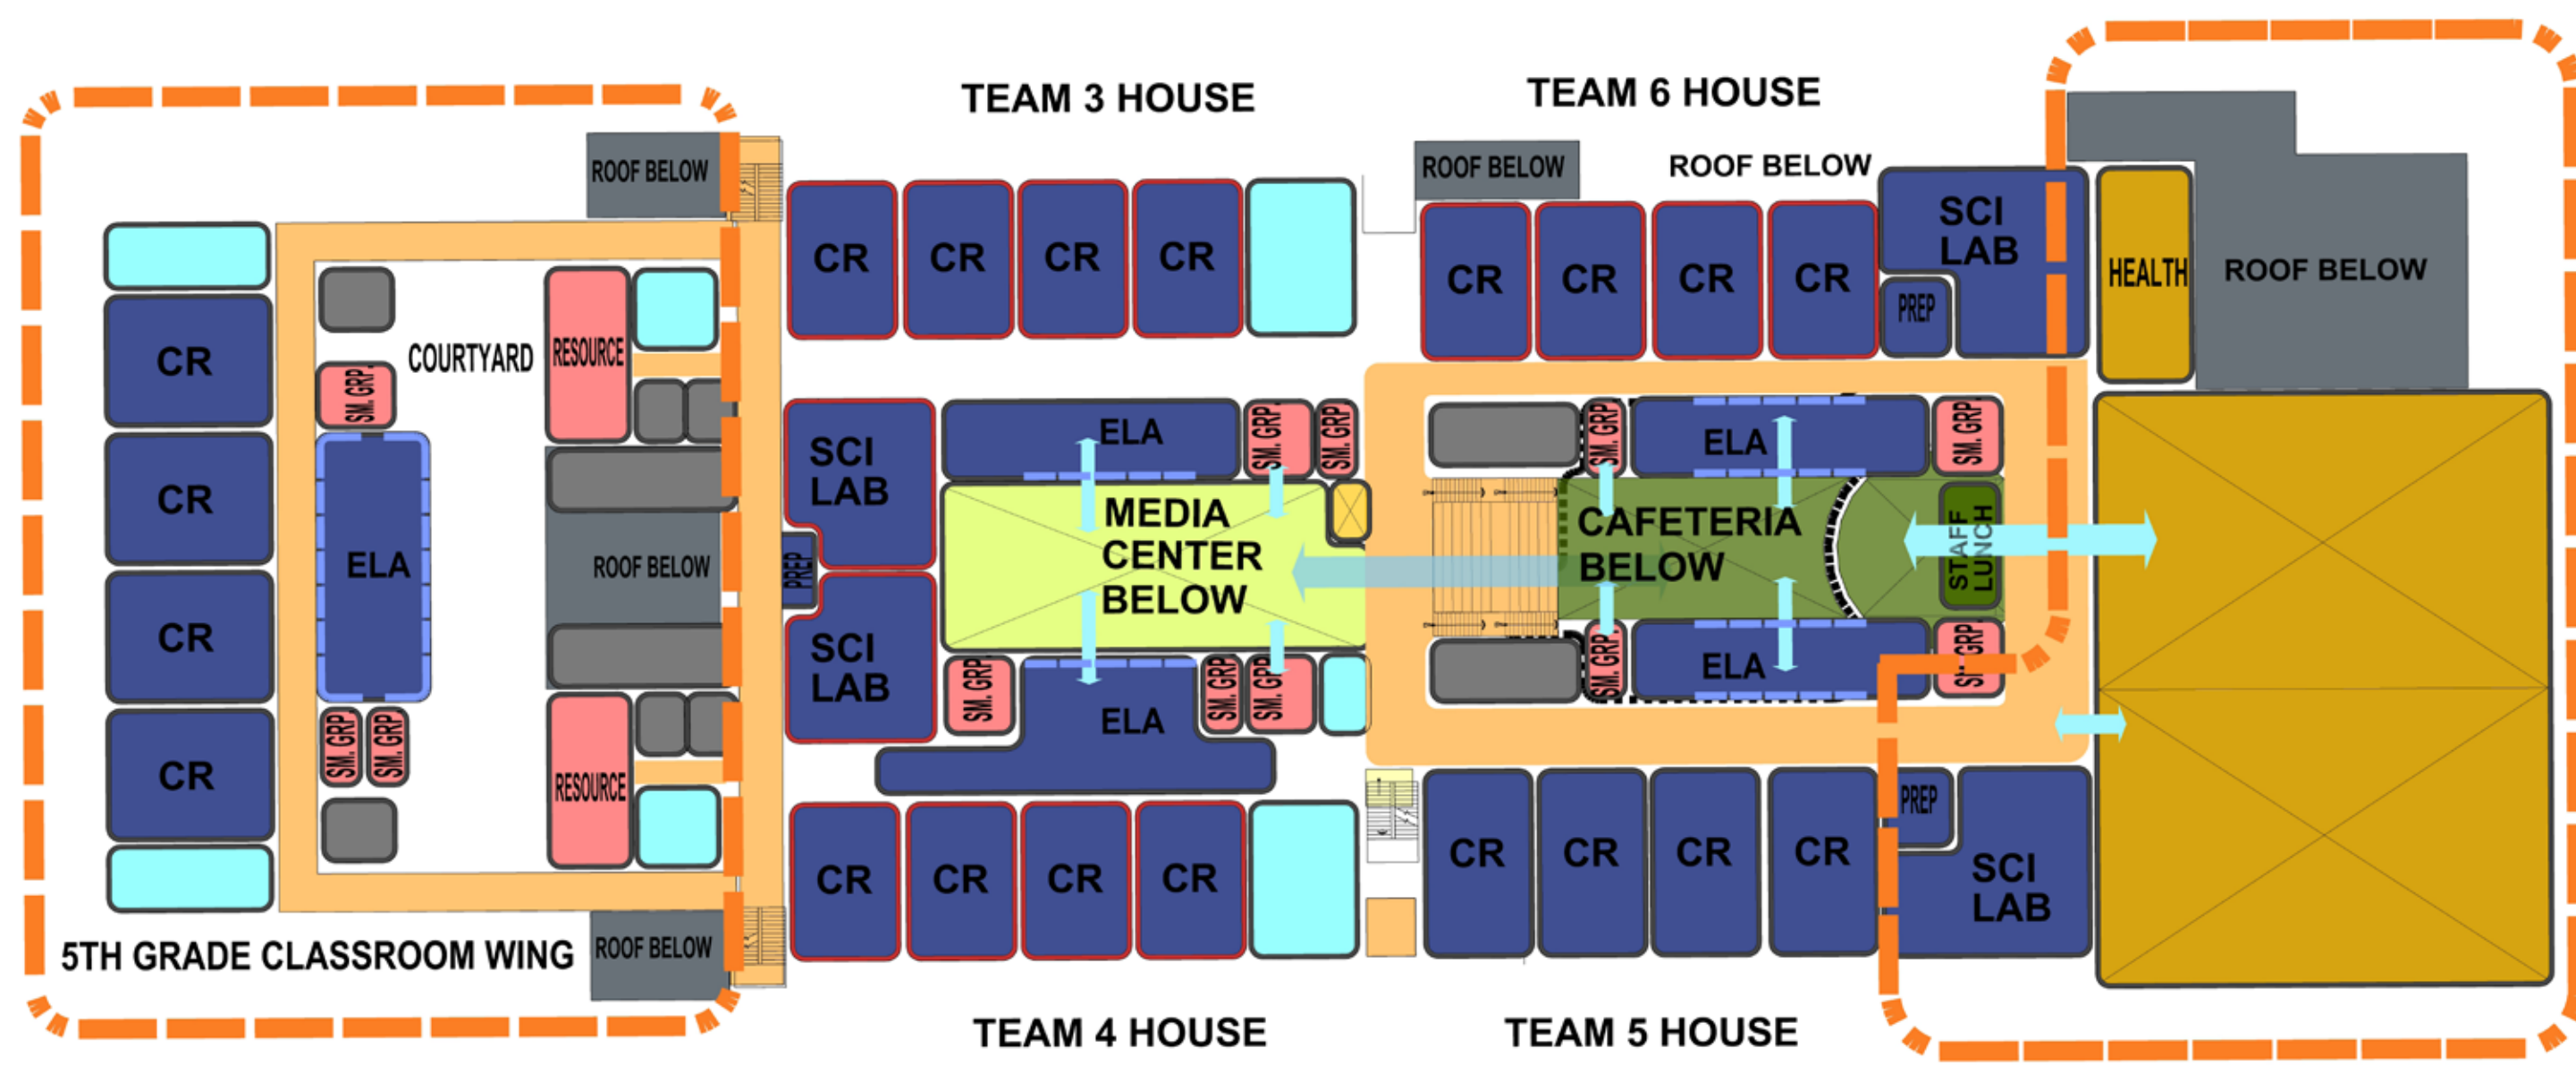 TEAM 3 HOUSE
TEAM 6 HOUSE
ROOF BELOW
ROOF BELOW
ROOF BELOW
CR
CR
CR
CR
CR
CR
CR
CR
SCI
LAB
PREP
HEALTH
ROOF BELOW
CR
CR
CR
CR
COURTYARD
SM. GRP.
RESOURCE
ELA
ROOF BELOW
SM. GRP.
SM. GRP.
RESOURCE
SCI
LAB
PREP
SCI
LAB
ELA
SM. GRP.
SM. GRP.
MEDIA
CENTER
BELOW
SM. GRP.
ELA
SM. GRP.
SM. GRP.
SM. GRP.
ELA
SM. GRP.
CAFETERIA
BELOW
STAFF
LUNCH
SM. GRP.
ELA
SM. GRP.
CR
CR
CR
CR
CR
CR
CR
CR
PREP
SCI
LAB
5TH GRADE CLASSROOM WING
ROOF BELOW
TEAM 4 HOUSE
TEAM 5 HOUSE